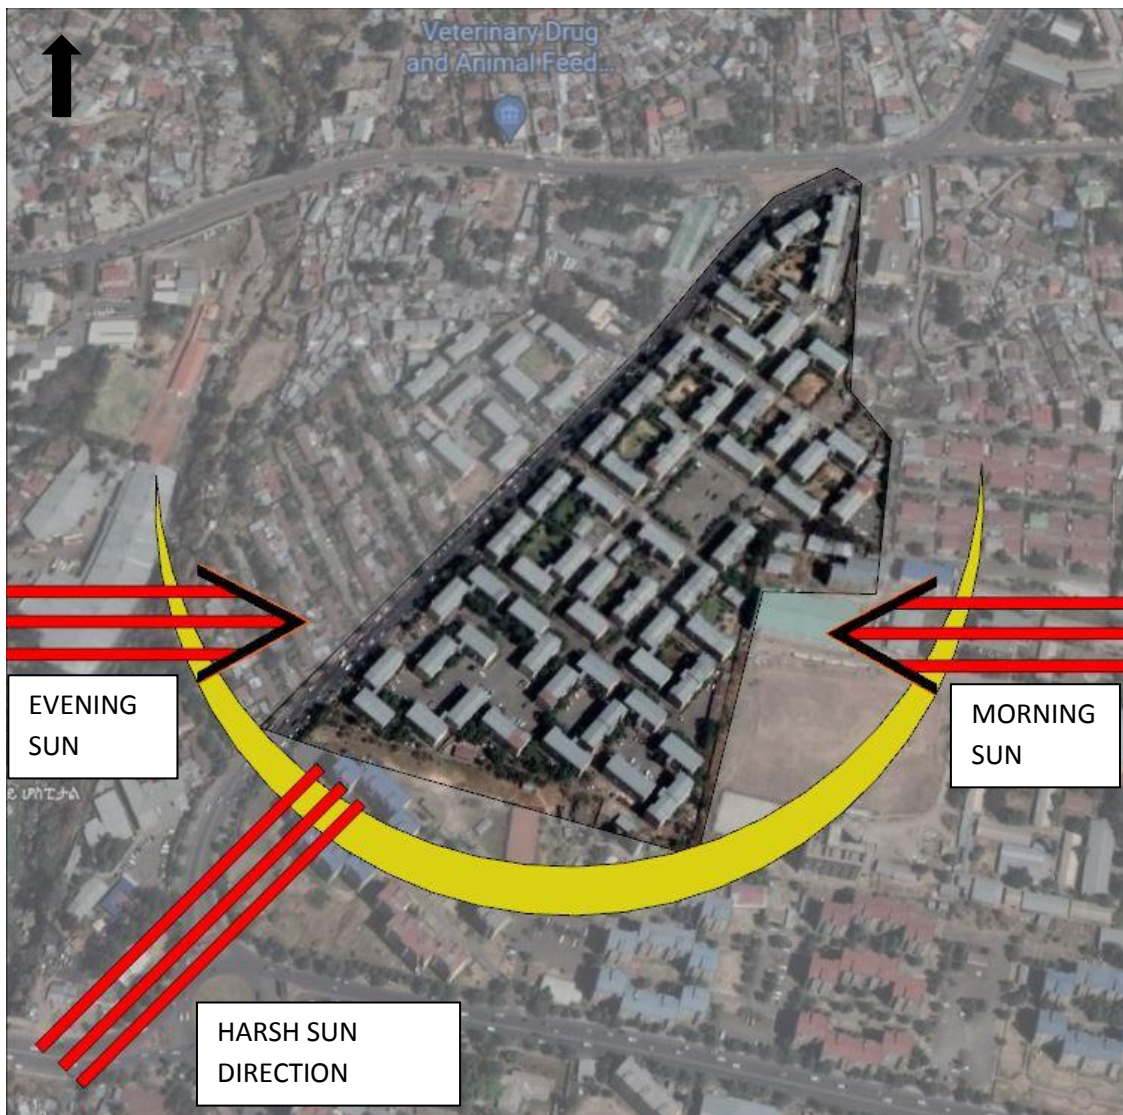 Veterinary Drug
and Animal Feed...
EVENING
SUN
MORNING
SUN
HARSH SUN
DIRECTION